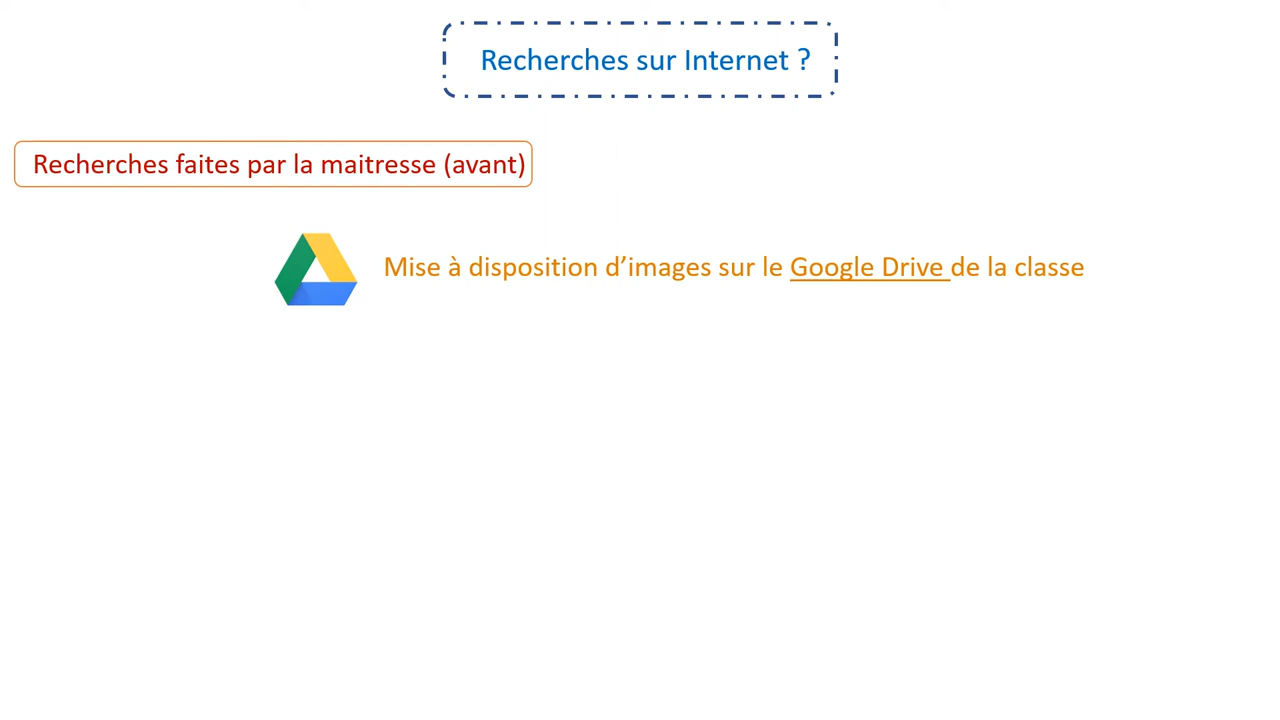 Recherches sur Internet ?
Recherches faites par la maitresse (avant)
Mise à disposition d’images sur le Google Drive de la classe